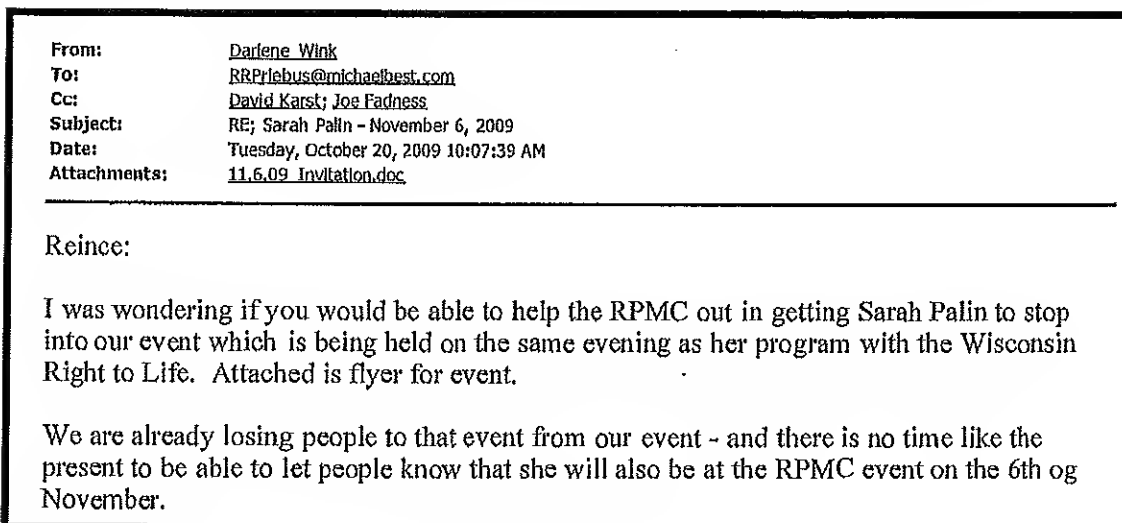 From: Darlene Wink
To: RRPriebus@michaelbest.com
Cc: David Karst; Joe Fadness
Subject: RE; Sarah Palin - November 6, 2009
Date: Tuesday, October 20, 2009 10:07:39 AM
Attachments: 11.6.09 Invitation.doc
Reince:
I was wondering if you would be able to help the RPMC out in getting Sarah Palin to stop
into our event which is being held on the same evening as her program with the Wisconsin
Right to Life. Attached is flyer for event.
We are already losing people to that event from our event - and there is no time like the
present to be able to let people know that she will also be at the RPMC event on the 6th og
November.